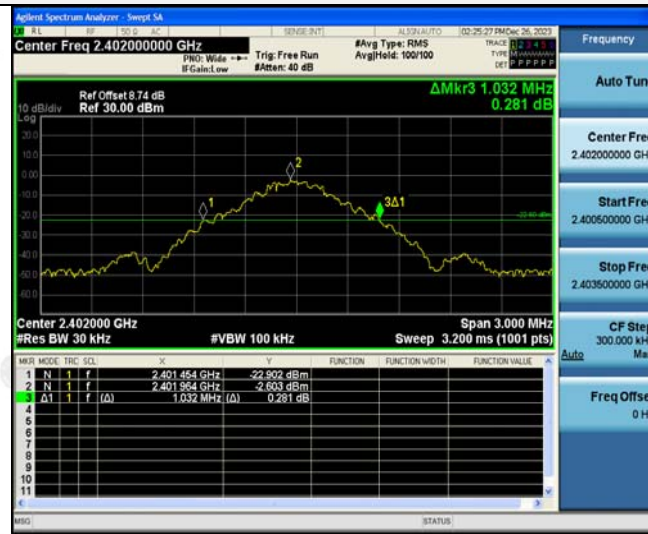 Agilent Spectrum Analyzer - Swept SA
RL RF 50 Ω AC SENSE:INT ALIGN AUTO 02:25:27 PM Dec 26, 2023
Center Freq 2.402000000 GHz
PNO: Wide
IFGain:Low
Trig: Free Run
#Atten: 40 dB
#Avg Type: RMS
Avg|Hold: 100/100
TRACE 1 2 3 4 5 6
TYPE
DET P P P P P P
Ref Offset 8.74 dB
Ref 30.00 dBm
10 dB/div
Log
ΔMkr3 1.032 MHz
0.281 dB
20.0
10.0
0.00
-10.0
-20.0
-30.0
-40.0
-50.0
-60.0
1
2
3Δ1
-22.60 dBm
Center 2.402000 GHz
Span 3.000 MHz
#Res BW 30 kHz #VBW 100 kHz Sweep 3.200 ms (1001 pts)
MKR MODE TRC SCL X Y FUNCTION FUNCTION WIDTH FUNCTION VALUE
1 N 1 f 2.401 454 GHz -22.902 dBm
2 N 1 f 2.401 964 GHz -2.603 dBm
3 Δ1 1 f (Δ) 1.032 MHz (Δ) 0.281 dB
4
5
6
7
8
9
10
11
MSG STATUS
Frequency
Auto Tun
Center Fre
2.402000000 GH
Start Fre
2.400500000 GH
Stop Fre
2.403500000 GH
CF Ste
300.000 kH
Auto Ma
Freq Offse
0 H